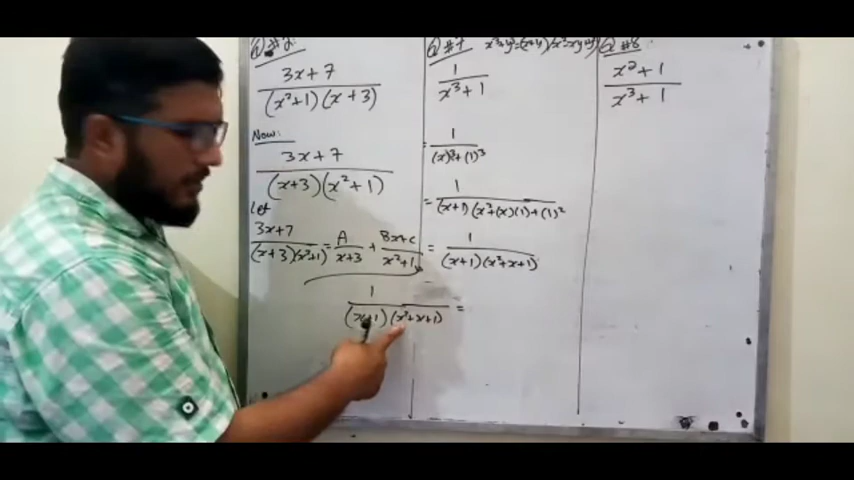 Q#2.
3x+7
(x²+1)(x+3)
Now:
3x+7
(x+3)(x²+1)
Let
3x+7
(x+3)(x²+1) = A/x+3 + Bx+C/x²+1
Q#7 x³+y³=(x+y)(x²-xy+y²)
1
x³+1
= 1
(x)³+(1)³
= 1
(x+1)(x²+(x)(1)+(1)²
= 1
(x+1)(x²+x+1)
1
(x+1)(x²+x+1) =
Q#8
x²+1
x³+1